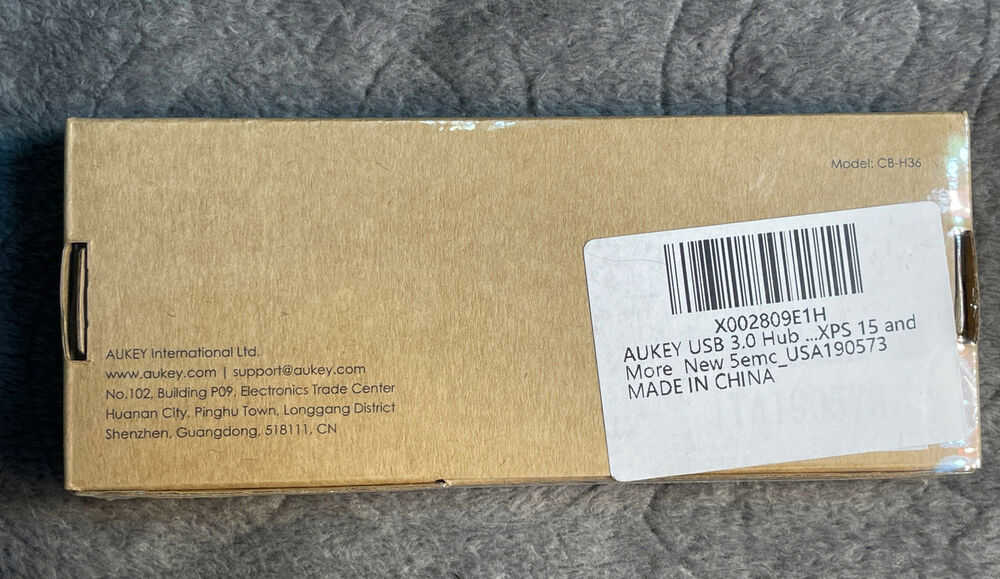 Model: CB-H36
X002809E1H
AUKEY USB 3.0 Hub ...XPS 15 and
More New 5emc_USA190573
MADE IN CHINA
AUKEY International Ltd.
www.aukey.com | support@aukey.com
No.102, Building P09, Electronics Trade Center
Huanan City, Pinghu Town, Longgang District
Shenzhen, Guangdong, 518111, CN